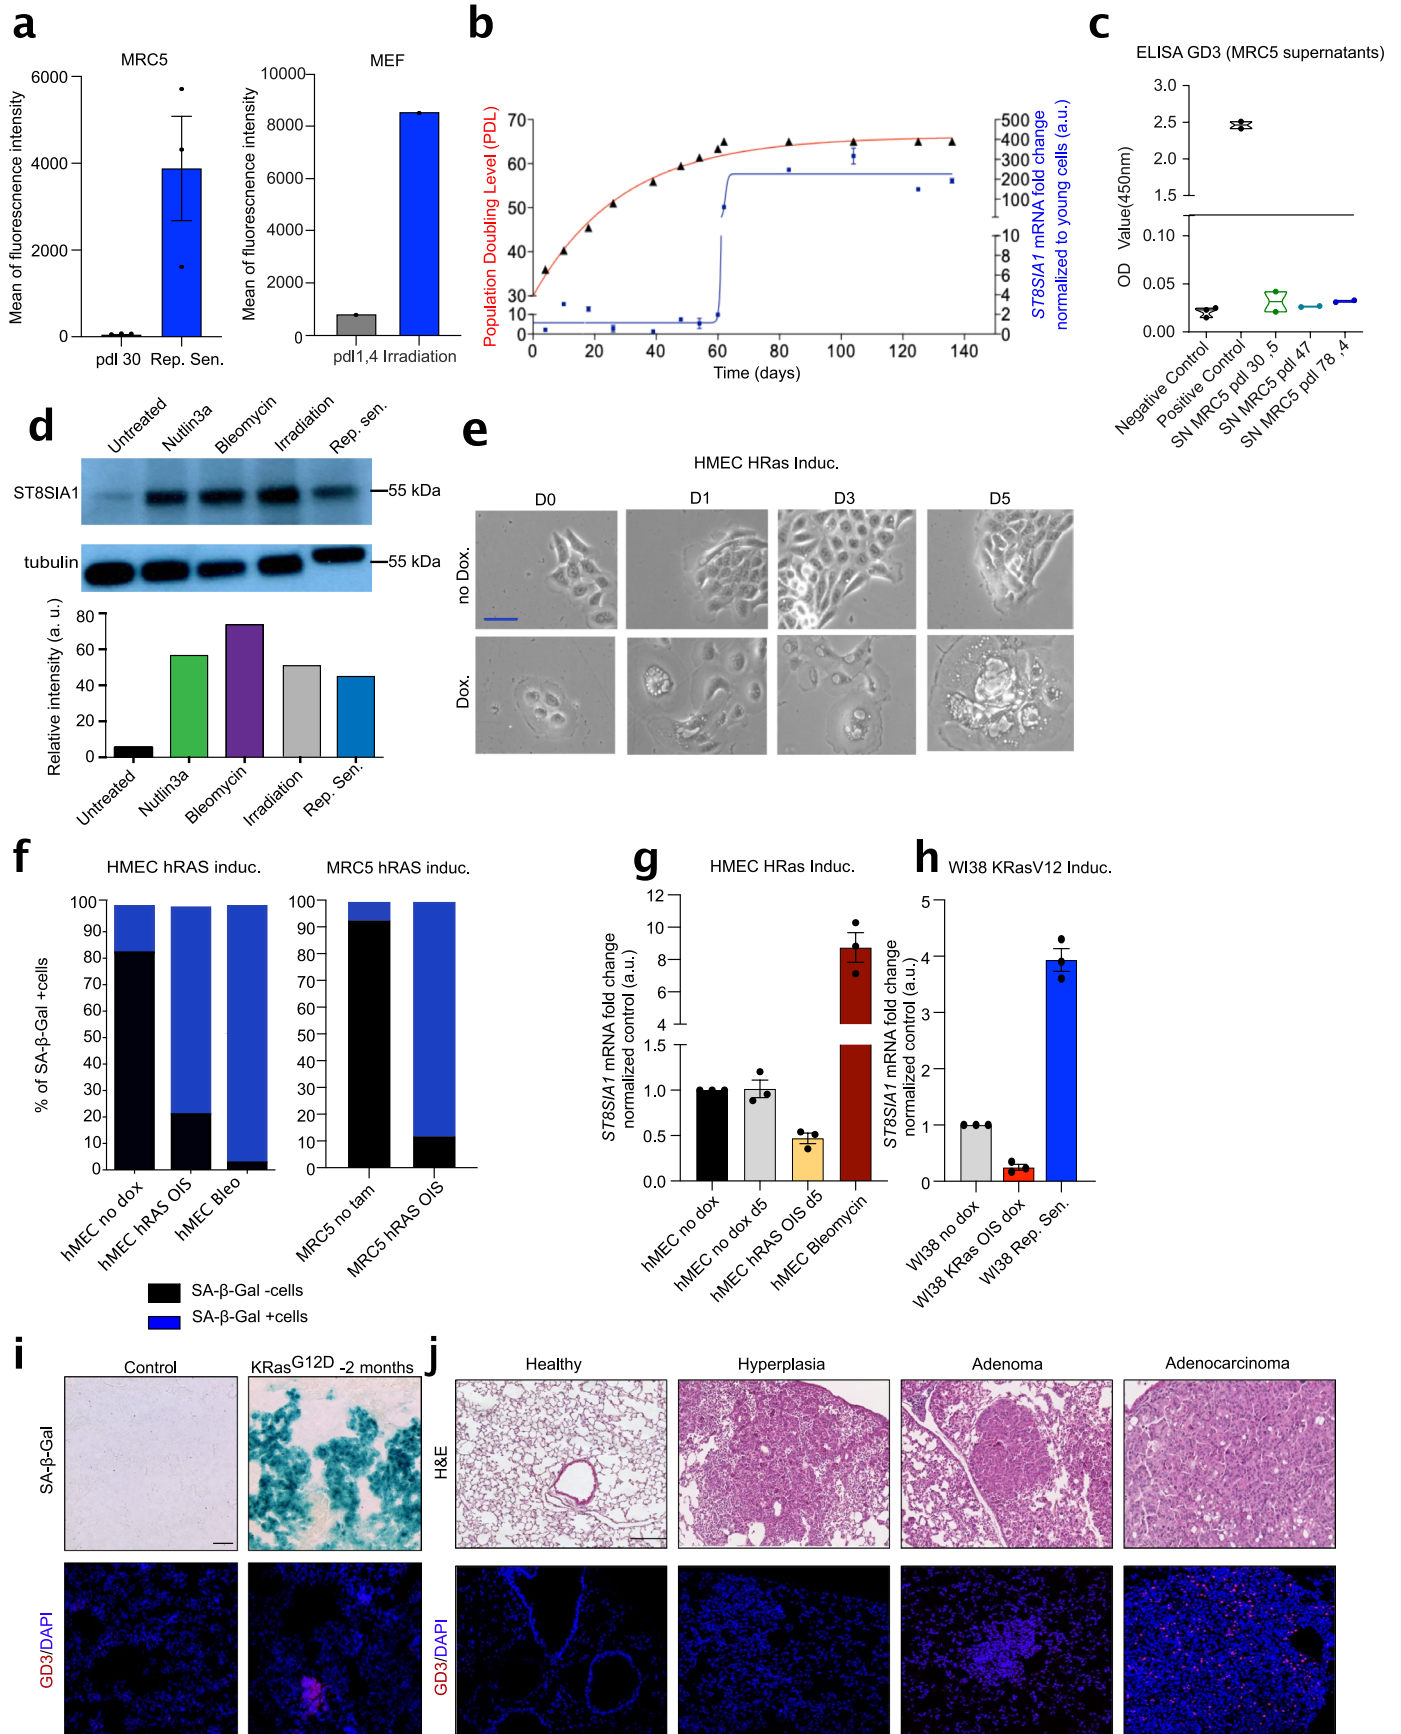 a
MRC5
Mean of fluorescnence intensity
6000
4000
2000
0
pdl 30
Rep. Sen.
MEF
Mean of fluorescnence intensity
10000
8000
6000
4000
2000
0
pdl1,4
Irradiation
b
Population Doubling Level (PDL)
70
60
50
40
30
10
0
0
20
40
60
80
100
120
140
Time (days)
500
400
300
200
100
10
8
6
4
2
0
ST8SIA1 mRNA fold change
normalized to young cells (a.u.)
c
ELISA GD3 (MRC5 supernatants)
OD Value(450nm)
3.0
2.5
2.0
1.5
0.10
0.05
0.00
Negative Control
Positive Control
SN MRC5 pdl 30 ,5
SN MRC5 pdl 47
SN MRC5 pdl 78 ,4
d
Untreated
Nutlin3a
Bleomycin
Irradiation
Rep. sen.
ST8SIA1
55 kDa
tubulin
55 kDa
Relative intensity (a. u.)
80
60
40
20
0
Untreated
Nutlin3a
Bleomycin
Irradiation
Rep. Sen.
e
HMEC HRas Induc.
D0
D1
D3
D5
no Dox.
Dox.
f
HMEC hRAS induc.
% of SA-β-Gal +cells
100
80
70
60
50
40
30
20
10
0
hMEC no dox
hMEC hRAS OIS
hMEC Bleo
MRC5 hRAS induc.
100
90
80
70
60
50
40
30
20
10
0
MRC5 no tam
MRC5 hRAS OIS
SA-β-Gal -cells
SA-β-Gal +cells
g
HMEC HRas Induc.
ST8SIA1 mRNA fold change
normalized control (a.u.)
12
10
8
6
4
1.5
1.0
0.5
0.0
hMEC no dox
hMEC no dox d5
hMEC hRAS OIS d5
hMEC Bleomycin
h
WI38 KRasV12 Induc.
ST8SIA1 mRNA fold change
normalized control (a.u.)
5
4
3
2
1
0
WI38 no dox
WI38 KRas OIS dox
WI38 Rep. Sen.
i
Control
KRasG12D -2 months
SA-β-Gal
GD3/DAPI
j
Healthy
Hyperplasia
Adenoma
Adenocarcinoma
H&E
GD3/DAPI